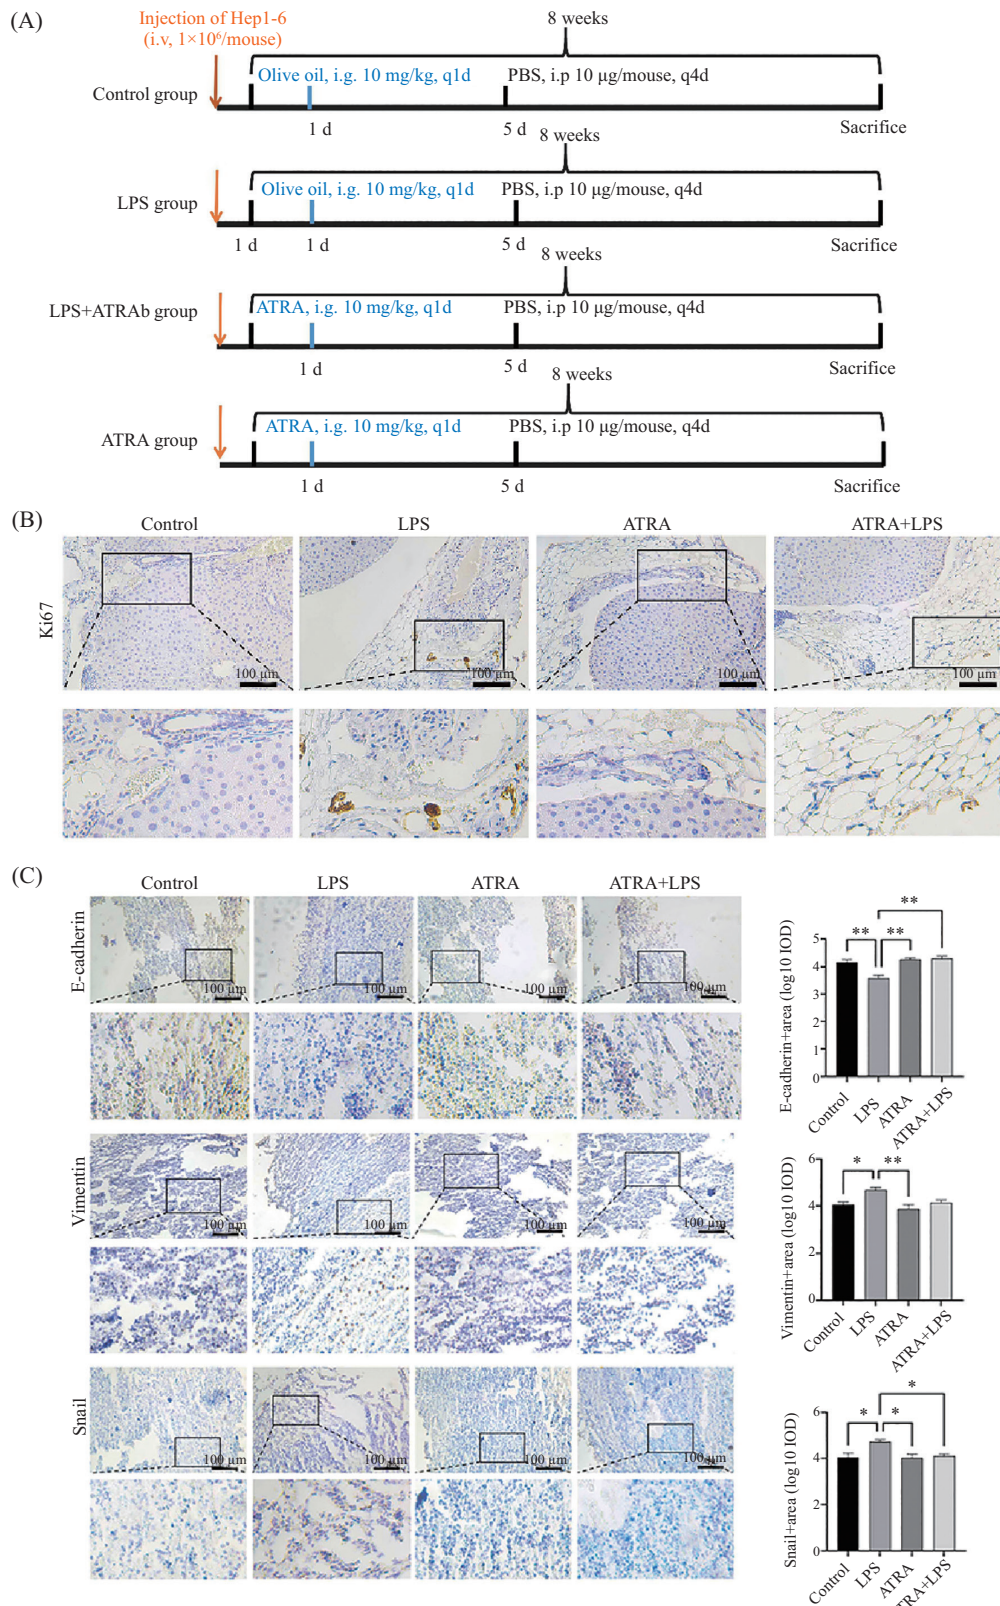 (A)
Injection of Hep1-6
(i.v, 1×10⁶/mouse)
8 weeks
Olive oil, i.g. 10 mg/kg, q1d PBS, i.p 10 μg/mouse, q4d
Control group
1 d 5 d Sacrifice
8 weeks
Olive oil, i.g. 10 mg/kg, q1d PBS, i.p 10 μg/mouse, q4d
LPS group
1 d 1 d 5 d Sacrifice
8 weeks
ATRA, i.g. 10 mg/kg, q1d PBS, i.p 10 μg/mouse, q4d
LPS+ATRAb group
1 d 5 d Sacrifice
8 weeks
ATRA, i.g. 10 mg/kg, q1d PBS, i.p 10 μg/mouse, q4d
ATRA group
1 d 5 d Sacrifice
(B)
Control LPS ATRA ATRA+LPS
Ki67
100 μm 100 μm 100 μm 100 μm
(C)
Control LPS ATRA ATRA+LPS
E-cadherin
100 μm 100 μm 100 μm 100 μm
E-cadherin+area (log10 IOD)
5
4
3
2
1
0
** ** **
Control LPS ATRA ATRA+LPS
Vimentin
100 μm 100 μm 100 μm 100 μm
Vimentin+area (log10 IOD)
6
4
2
0
* **
Control LPS ATRA ATRA+LPS
Snail
100 μm 100 μm 100 μm 100 μm
Snail+area (log10 IOD)
6
4
2
0
* * *
Control LPS ATRA ATRA+LPS